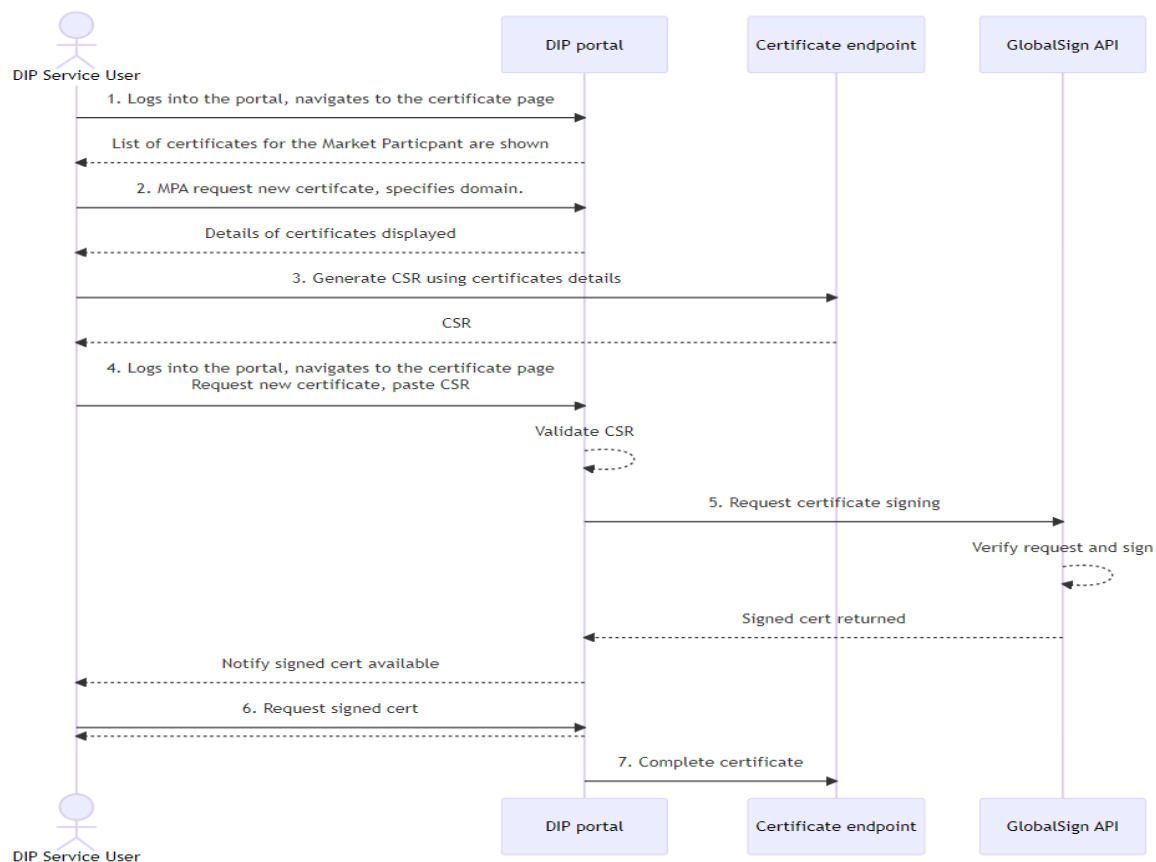 DIP Service User
DIP portal
Certificate endpoint
GlobalSign API
1. Logs into the portal, navigates to the certificate page
List of certificates for the Market Particpant are shown
2. MPA request new certifcate, specifies domain.
Details of certificates displayed
3. Generate CSR using certificates details
CSR
4. Logs into the portal, navigates to the certificate page
Request new certificate, paste CSR
Validate CSR
5. Request certificate signing
Verify request and sign
Signed cert returned
Notify signed cert available
6. Request signed cert
7. Complete certificate
DIP Service User
DIP portal
Certificate endpoint
GlobalSign API